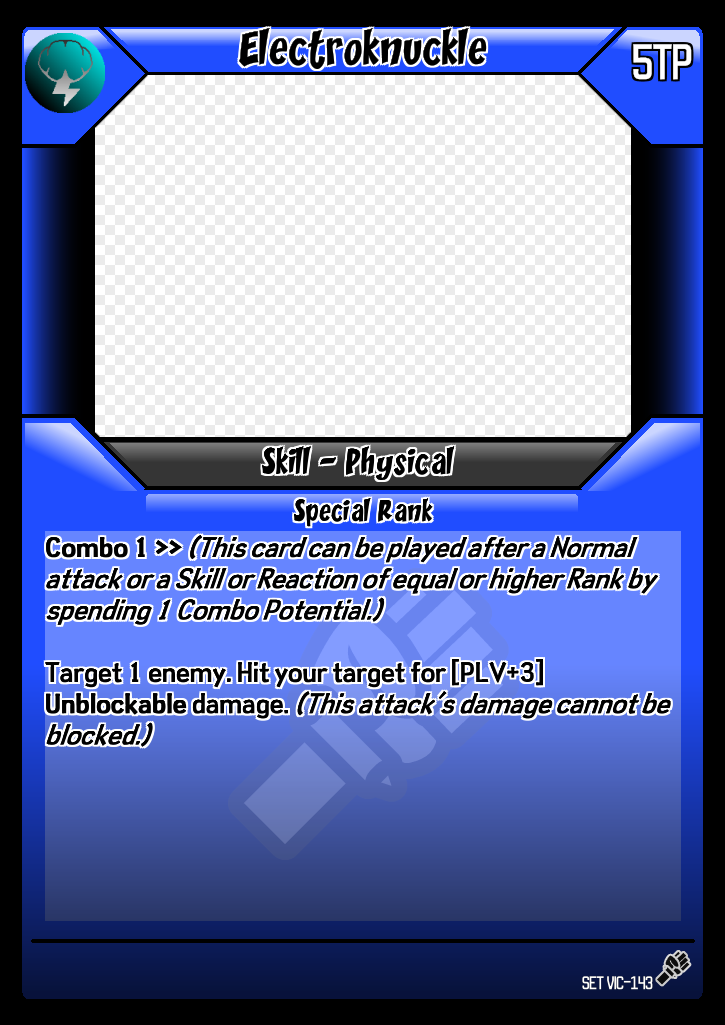 Electroknuckle
5TP
Skill - Physical
Special Rank
Combo 1 >> (This card can be played after a Normal
attack or a Skill or Reaction of equal or higher Rank by
spending 1 Combo Potential.)
Target 1 enemy. Hit your target for [PLV+3]
Unblockable damage. (This attack's damage cannot be
blocked.)
SET VIC-143